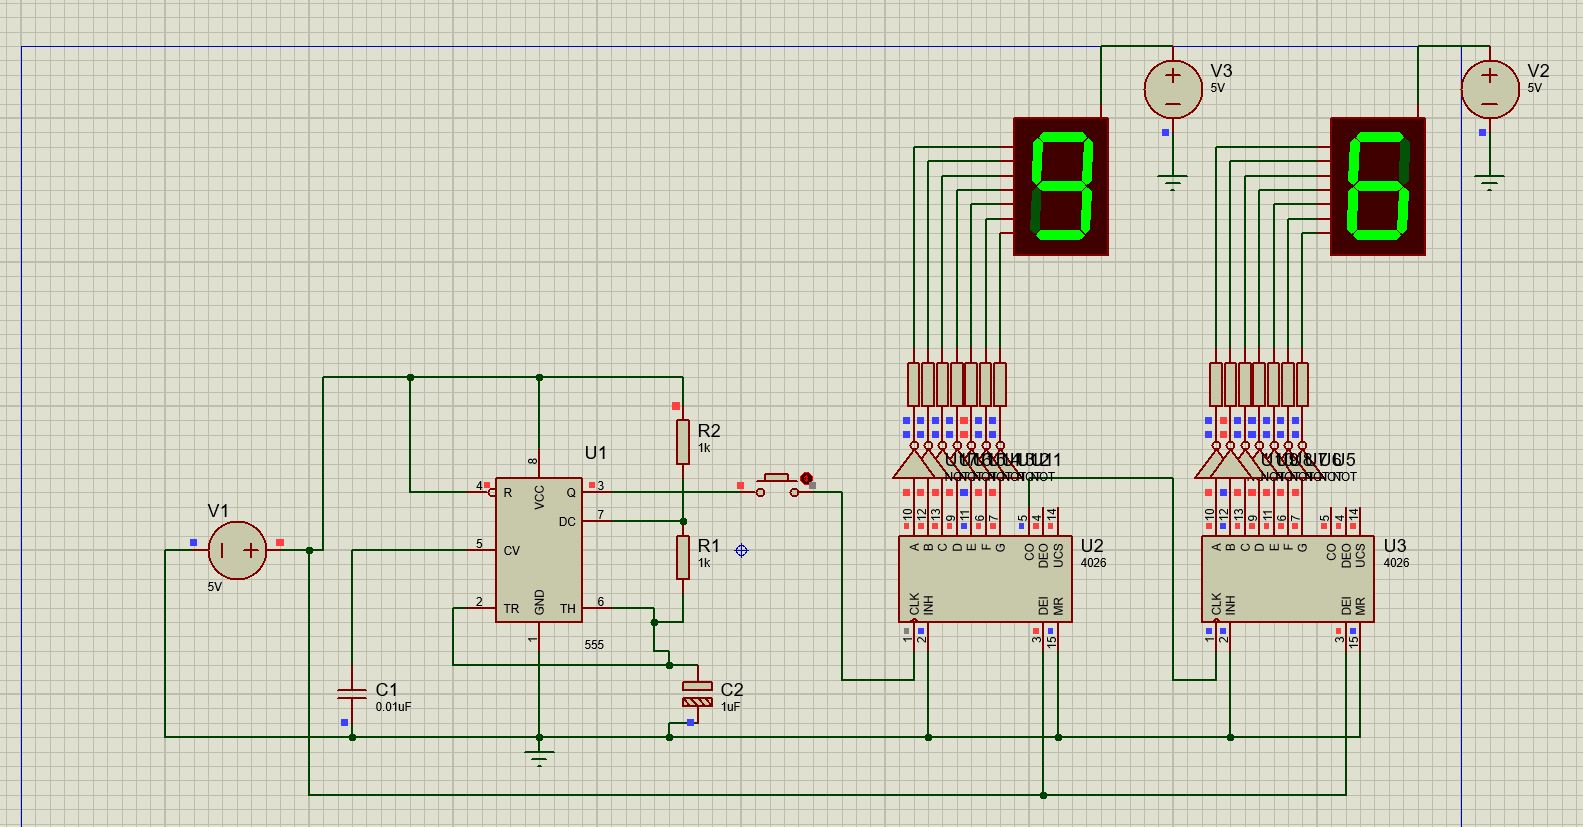 V3
5V
V2
5V
9
6
R2
1k
U1
8
VCC
4
R
Q
3
DC
7
5
CV
2
TR
GND
TH
6
1
555
V1
5V
R1
1k
C1
0.01uF
C2
1uF
10
12
13
9
11
6
7
5
4
14
A
B
C
D
E
F
G
CO
DEO
UCS
U2
4026
CLK
INH
DEI
MR
1
2
3
15
10
12
13
9
11
6
7
5
4
14
A
B
C
D
E
F
G
CO
DEO
UCS
U3
4026
CLK
INH
DEI
MR
1
2
3
15